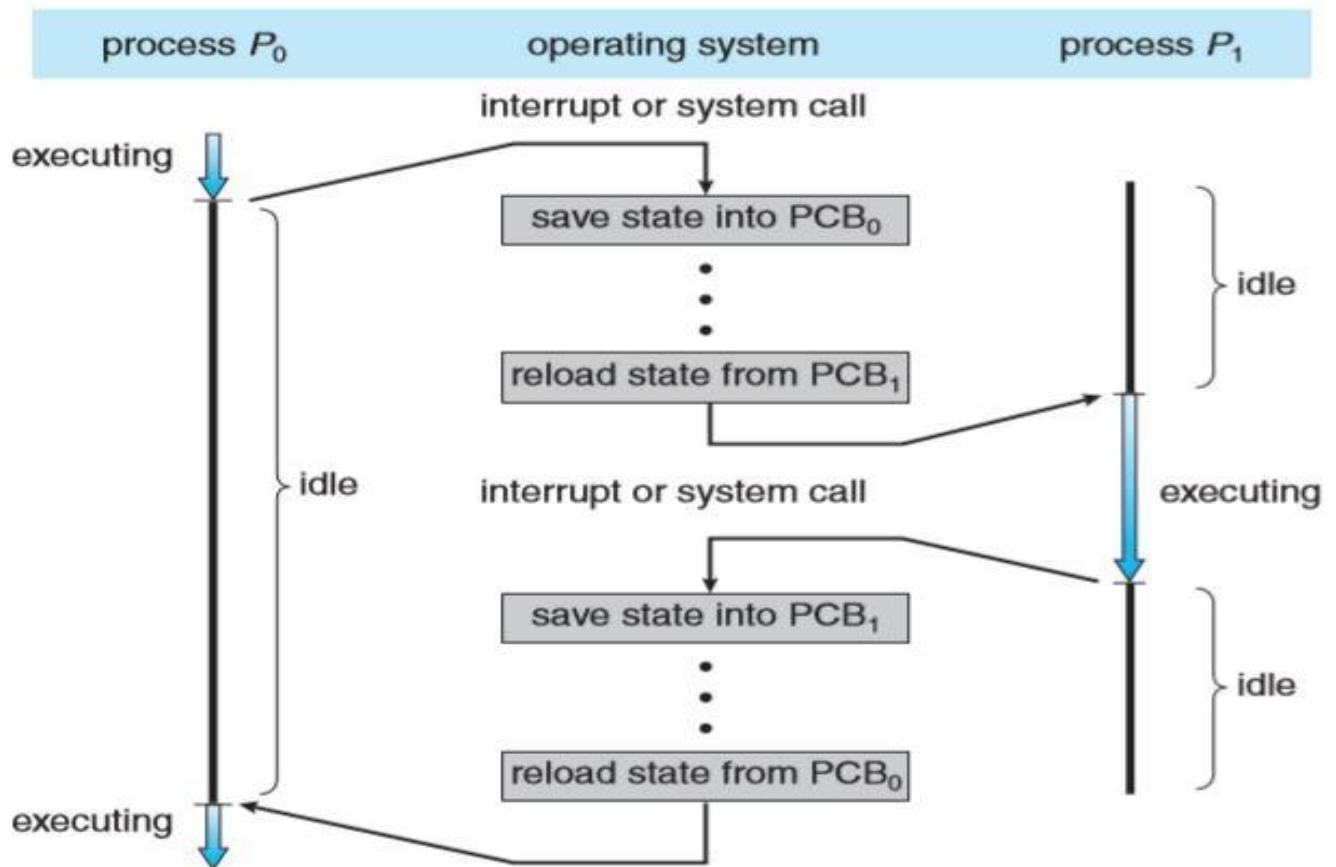 process P₀ operating system process P₁
interrupt or system call
executing
save state into PCB₀
idle
reload state from PCB₁
idle
interrupt or system call
executing
save state into PCB₁
idle
reload state from PCB₀
executing